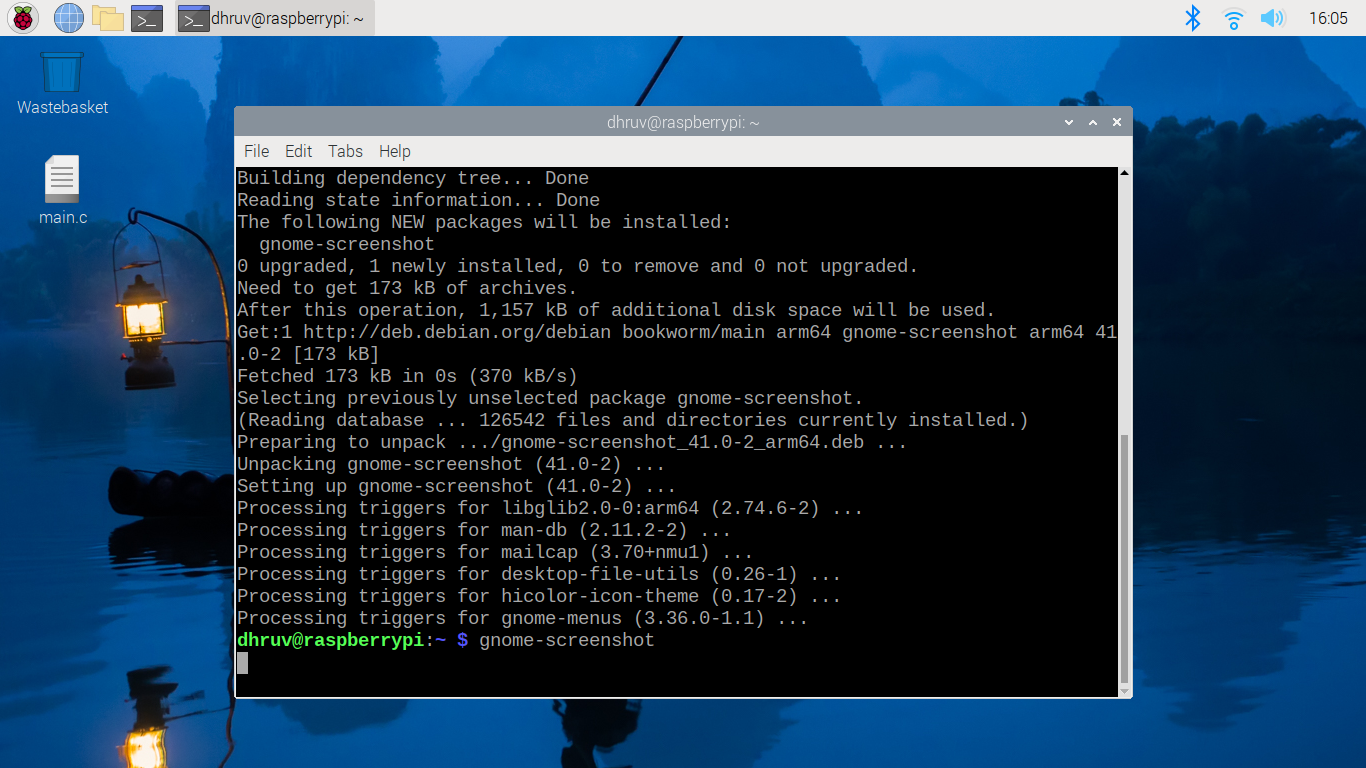 dhruv@raspberrypi: ~
16:05
Wastebasket
main.c
dhruv@raspberrypi: ~
File Edit Tabs Help
Building dependency tree... Done
Reading state information... Done
The following NEW packages will be installed:
  gnome-screenshot
0 upgraded, 1 newly installed, 0 to remove and 0 not upgraded.
Need to get 173 kB of archives.
After this operation, 1,157 kB of additional disk space will be used.
Get:1 http://deb.debian.org/debian bookworm/main arm64 gnome-screenshot arm64 41
.0-2 [173 kB]
Fetched 173 kB in 0s (370 kB/s)
Selecting previously unselected package gnome-screenshot.
(Reading database ... 126542 files and directories currently installed.)
Preparing to unpack .../gnome-screenshot_41.0-2_arm64.deb ...
Unpacking gnome-screenshot (41.0-2) ...
Setting up gnome-screenshot (41.0-2) ...
Processing triggers for libglib2.0-0:arm64 (2.74.6-2) ...
Processing triggers for man-db (2.11.2-2) ...
Processing triggers for mailcap (3.70+nmu1) ...
Processing triggers for desktop-file-utils (0.26-1) ...
Processing triggers for hicolor-icon-theme (0.17-2) ...
Processing triggers for gnome-menus (3.36.0-1.1) ...
dhruv@raspberrypi:~ $ gnome-screenshot